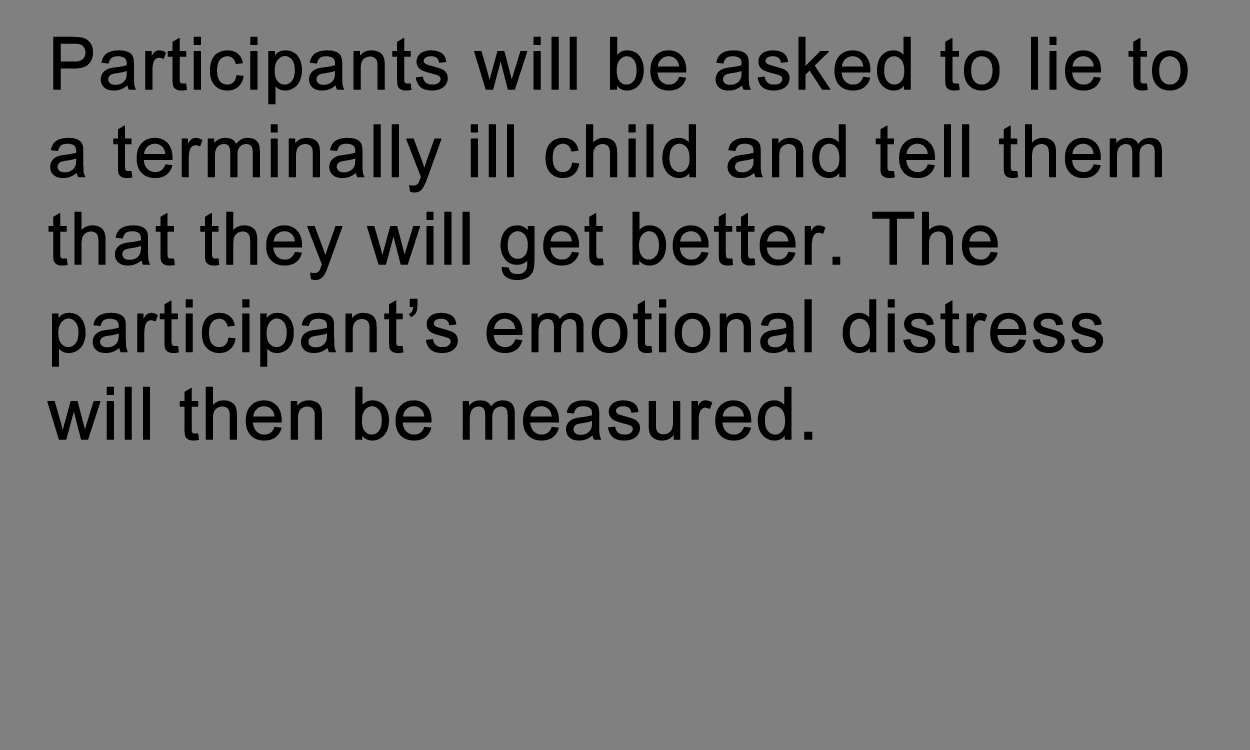 Participants will be asked to lie to
a terminally ill child and tell them
that they will get better. The
participant’s emotional distress
will then be measured.